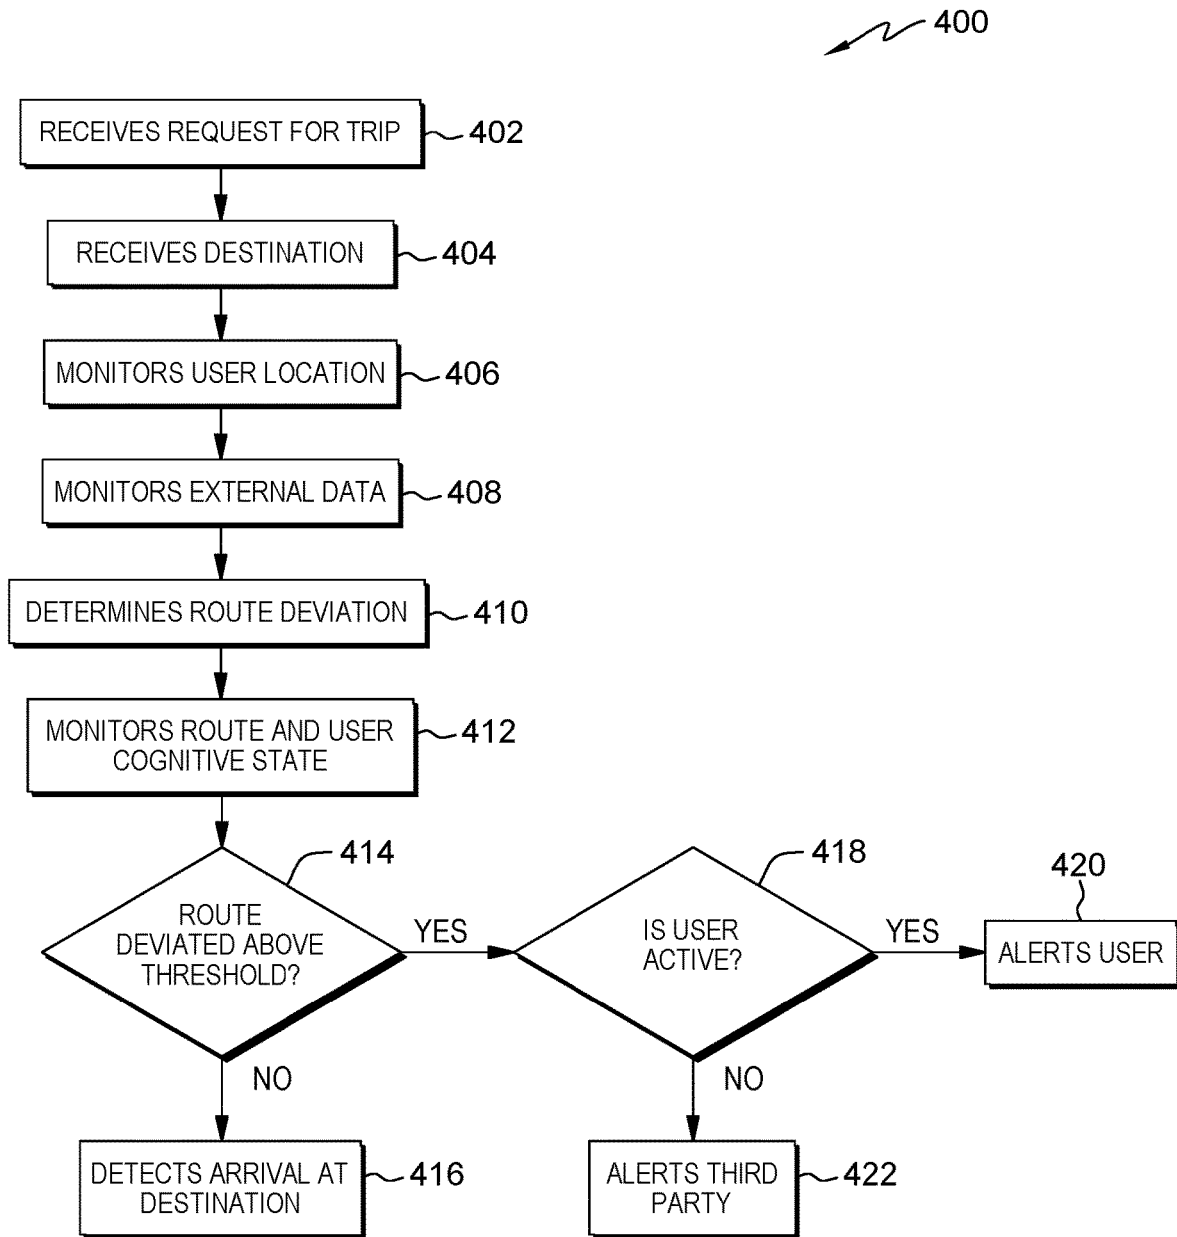 400
RECEIVES REQUEST FOR TRIP
402
RECEIVES DESTINATION
404
MONITORS USER LOCATION
406
MONITORS EXTERNAL DATA
408
DETERMINES ROUTE DEVIATION
410
MONITORS ROUTE AND USER
COGNITIVE STATE
412
414
ROUTE
DEVIATED ABOVE
THRESHOLD?
YES
418
IS USER
ACTIVE?
YES
420
ALERTS USER
NO
NO
DETECTS ARRIVAL AT
DESTINATION
416
ALERTS THIRD
PARTY
422